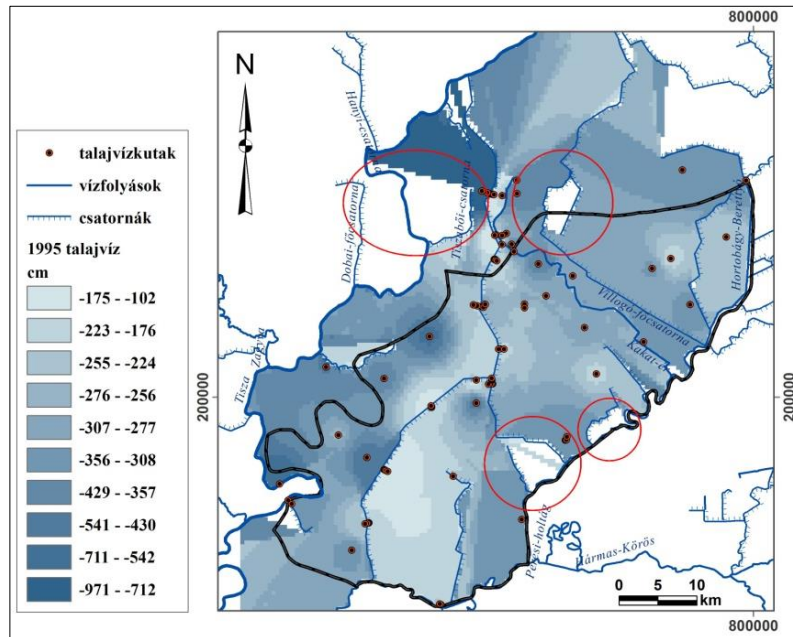 800000
N
talajvízkutak
vízfolyások
csatornák
1995 talajvíz
cm
-175 - -102
-223 - -176
-255 - -224
-276 - -256
-307 - -277
-356 - -308
-429 - -357
-541 - -430
-711 - -542
-971 - -712
Hanyi-csatorna
Dobai-főcsatorna
Tiszabői-csatorna
Hortobágy-Berettyó
Villogó-főcsatorna
Kakat-
Tisza
Zagyva
200000
200000
Peresi-holtág
Hármas-Körös
0 5 10
km
800000